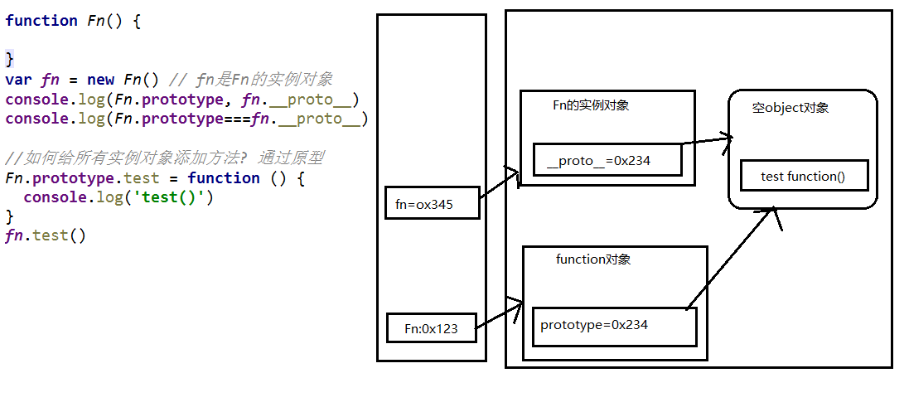 function Fn() {
}
var fn = new Fn() // fn是Fn的实例对象
console.log(Fn.prototype, fn.__proto__)
console.log(Fn.prototype===fn.__proto__)
//如何给所有实例对象添加方法? 通过原型
Fn.prototype.test = function () {
console.log('test()')
}
fn.test()
fn=ox345
Fn:0x123
Fn的实例对象
__proto__=0x234
function对象
prototype=0x234
空object对象
test function()